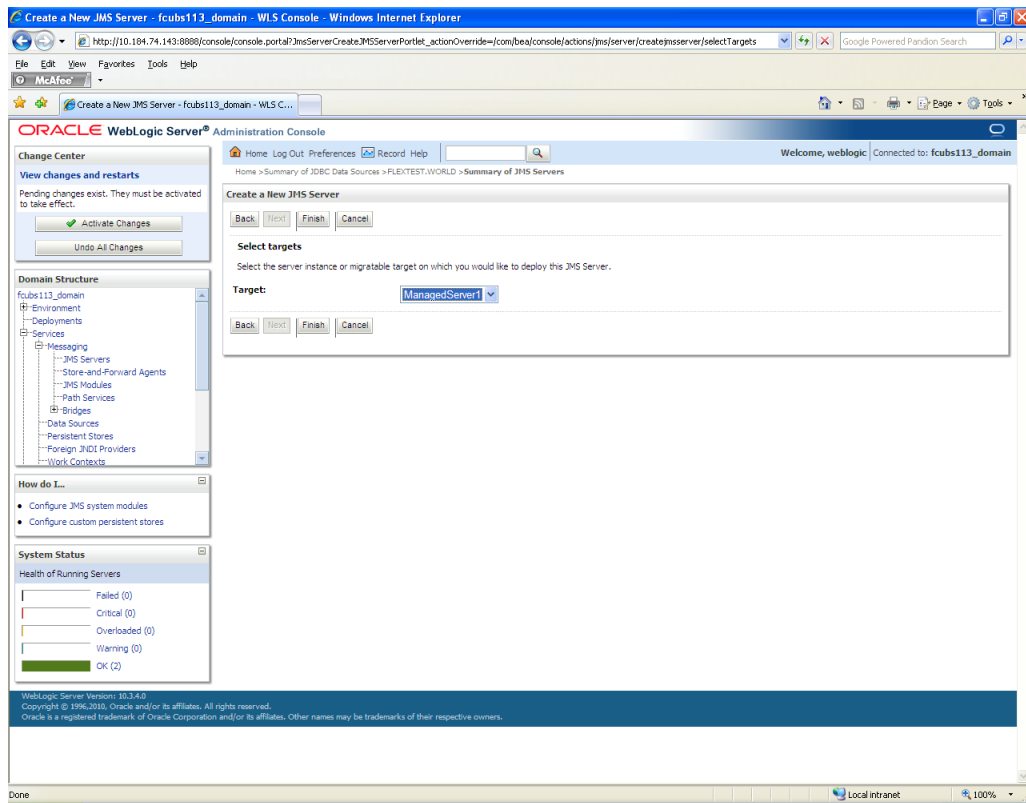 Create a New JMS Server - fcubs113_domain - WLS Console - Windows Internet Explorer
http://10.184.74.143:8888/console/console.portal?JmsServerCreateJMSServerPortlet_actionOverride=/com/bea/console/actions/jms/server/createjmsserver/selectTargets
Google Powered Pandion Search
File Edit View Favorites Tools Help
McAfee
Create a New JMS Server - fcubs113_domain - WLS C...
Page Tools
ORACLE WebLogic Server® Administration Console
Change Center
View changes and restarts
Pending changes exist. They must be activated
to take effect.
Activate Changes
Undo All Changes
Domain Structure
fcubs113_domain
Environment
Deployments
Services
Messaging
JMS Servers
Store-and-Forward Agents
JMS Modules
Path Services
Bridges
Data Sources
Persistent Stores
Foreign JNDI Providers
Work Contexts
How do I...
Configure JMS system modules
Configure custom persistent stores
System Status
Health of Running Servers
Failed (0)
Critical (0)
Overloaded (0)
Warning (0)
OK (2)
Home Log Out Preferences Record Help
Welcome, weblogic Connected to: fcubs113_domain
Home >Summary of JDBC Data Sources >FLEXTEST.WORLD >Summary of JMS Servers
Create a New JMS Server
Back Next Finish Cancel
Select targets
Select the server instance or migratable target on which you would like to deploy this JMS Server.
Target: ManagedServer1
Back Next Finish Cancel
WebLogic Server Version: 10.3.4.0
Copyright © 1996,2010, Oracle and/or its affiliates. All rights reserved.
Oracle is a registered trademark of Oracle Corporation and/or its affiliates. Other names may be trademarks of their respective owners.
Done
Local intranet
100%